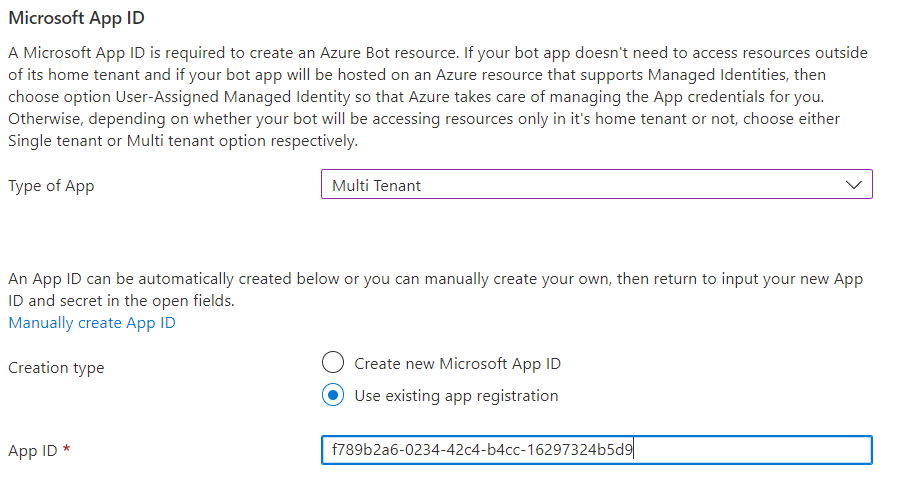 Microsoft App ID
A Microsoft App ID is required to create an Azure Bot resource. If your bot app doesn't need to access resources outside
of its home tenant and if your bot app will be hosted on an Azure resource that supports Managed Identities, then
choose option User-Assigned Managed Identity so that Azure takes care of managing the App credentials for you.
Otherwise, depending on whether your bot will be accessing resources only in it's home tenant or not, choose either
Single tenant or Multi tenant option respectively.
Type of App
Multi Tenant
An App ID can be automatically created below or you can manually create your own, then return to input your new App
ID and secret in the open fields.
Manually create App ID
Creation type
Create new Microsoft App ID
Use existing app registration
App ID *
f789b2a6-0234-42c4-b4cc-16297324b5d9